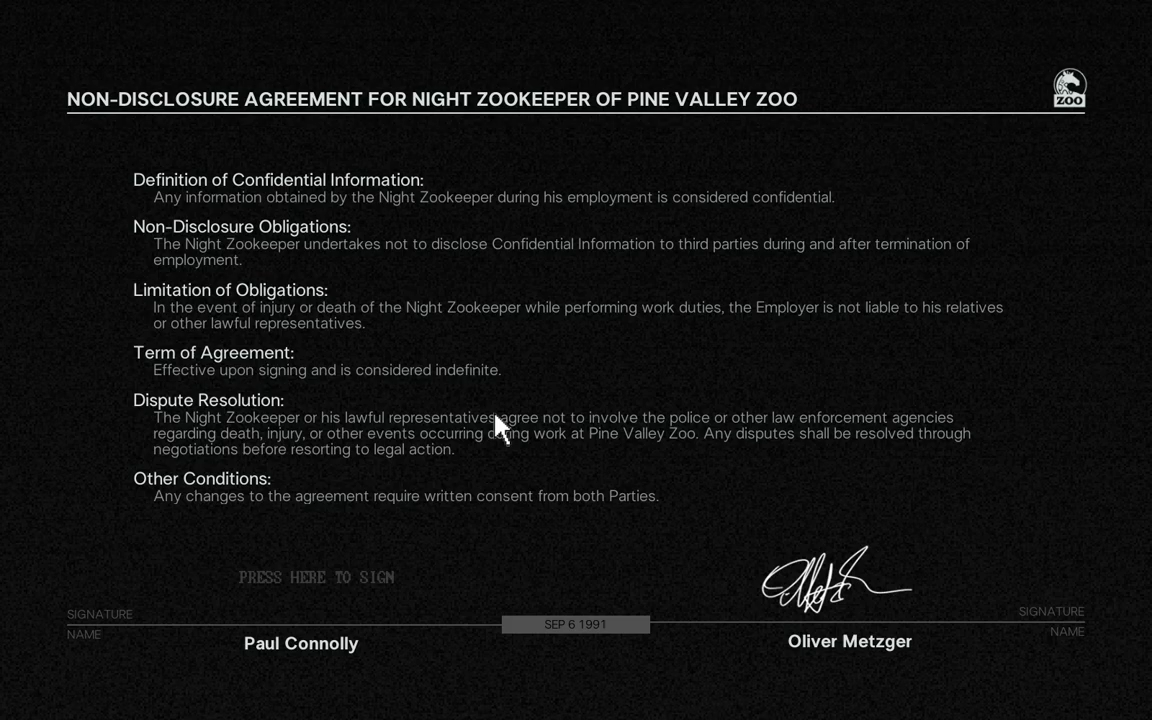 NON-DISCLOSURE AGREEMENT FOR NIGHT ZOOKEEPER OF PINE VALLEY ZOO
ZOO
Definition of Confidential Information:
Any information obtained by the Night Zookeeper during his employment is considered confidential.
Non-Disclosure Obligations:
The Night Zookeeper undertakes not to disclose Confidential Information to third parties during and after termination of
employment.
Limitation of Obligations:
In the event of injury or death of the Night Zookeeper while performing work duties, the Employer is not liable to his relatives
or other lawful representatives.
Term of Agreement:
Effective upon signing and is considered indefinite.
Dispute Resolution:
The Night Zookeeper or his lawful representatives agree not to involve the police or other law enforcement agencies
regarding death, injury, or other events occurring during work at Pine Valley Zoo. Any disputes shall be resolved through
negotiations before resorting to legal action.
Other Conditions:
Any changes to the agreement require written consent from both Parties.
PRESS HERE TO SIGN
SIGNATURE
SIGNATURE
SEP 6 1991
NAME
NAME
Paul Connolly
Oliver Metzger